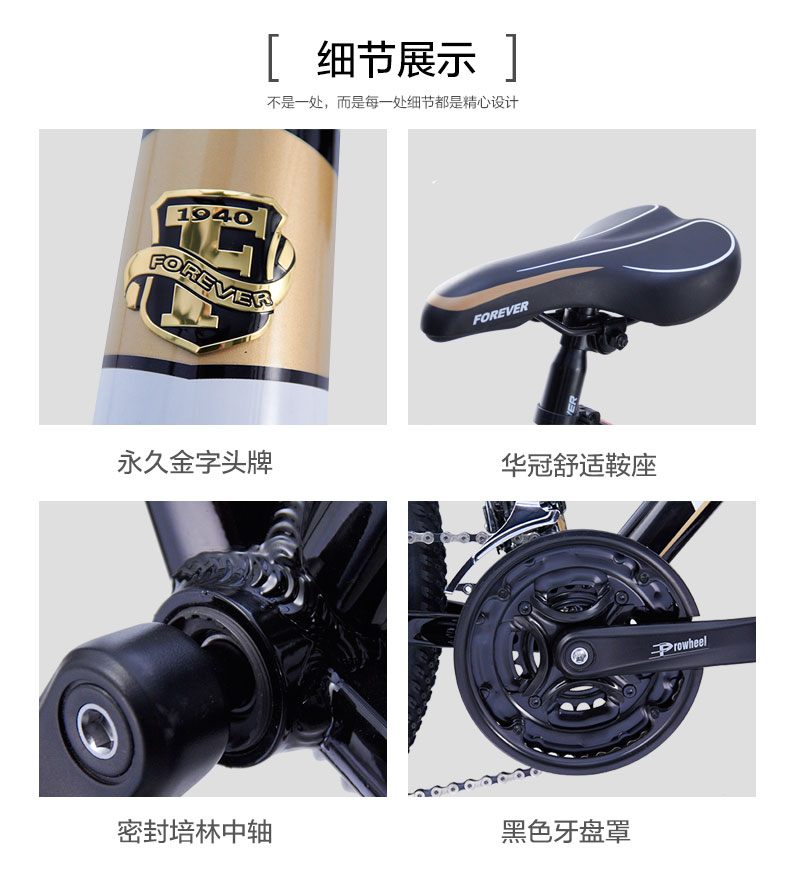 细节展示
不是一处，而是每一处细节都是精心设计
1940
F
FOREVER
永久金字头牌
FOREVER
VER
华冠舒适鞍座
密封培林中轴
Prowheel
黑色牙盘罩